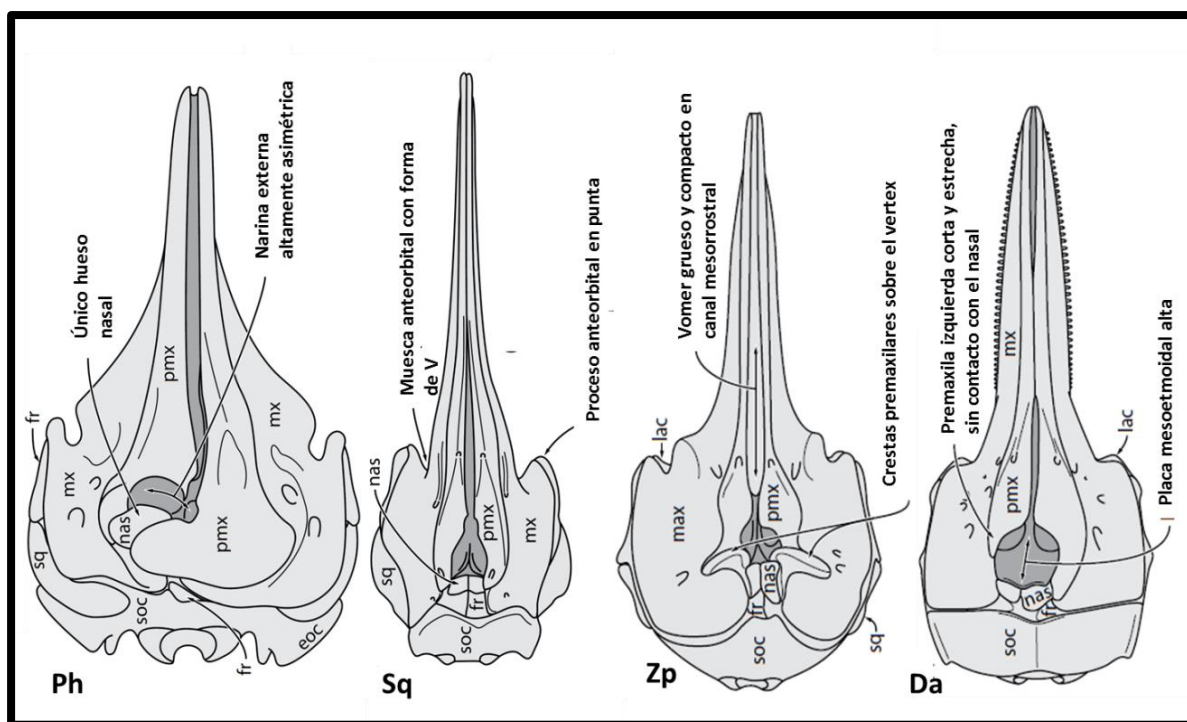 Único hueso
nasal
Narina externa
altamente asimétrica
fr
pmx
mx
mx
nas
pmx
sq
soc
fr
eoc
Ph
Muesca anteorbital con forma
de V
Proceso anteorbital en punta
nas
pmx
mx
sq
fr
soc
Sq
Vomer grueso y compacto en
canal mesorrostral
Crestas premaxilares sobre el vertex
lac
pmx
max
nas
fr
soc
sq
Zp
Premaxila izquierda corta y estrecha,
sin contacto con el nasal
Placa mesoetmoidal alta
mx
lac
pmx
nas
fr
soc
Da